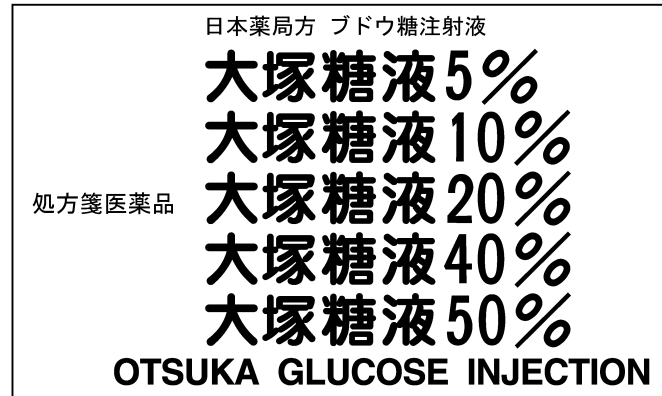 日本薬局方 ブドウ糖注射液
大塚糖液5%
大塚糖液10%
処方箋医薬品 大塚糖液20%
大塚糖液40%
大塚糖液50%
OTSUKA GLUCOSE INJECTION